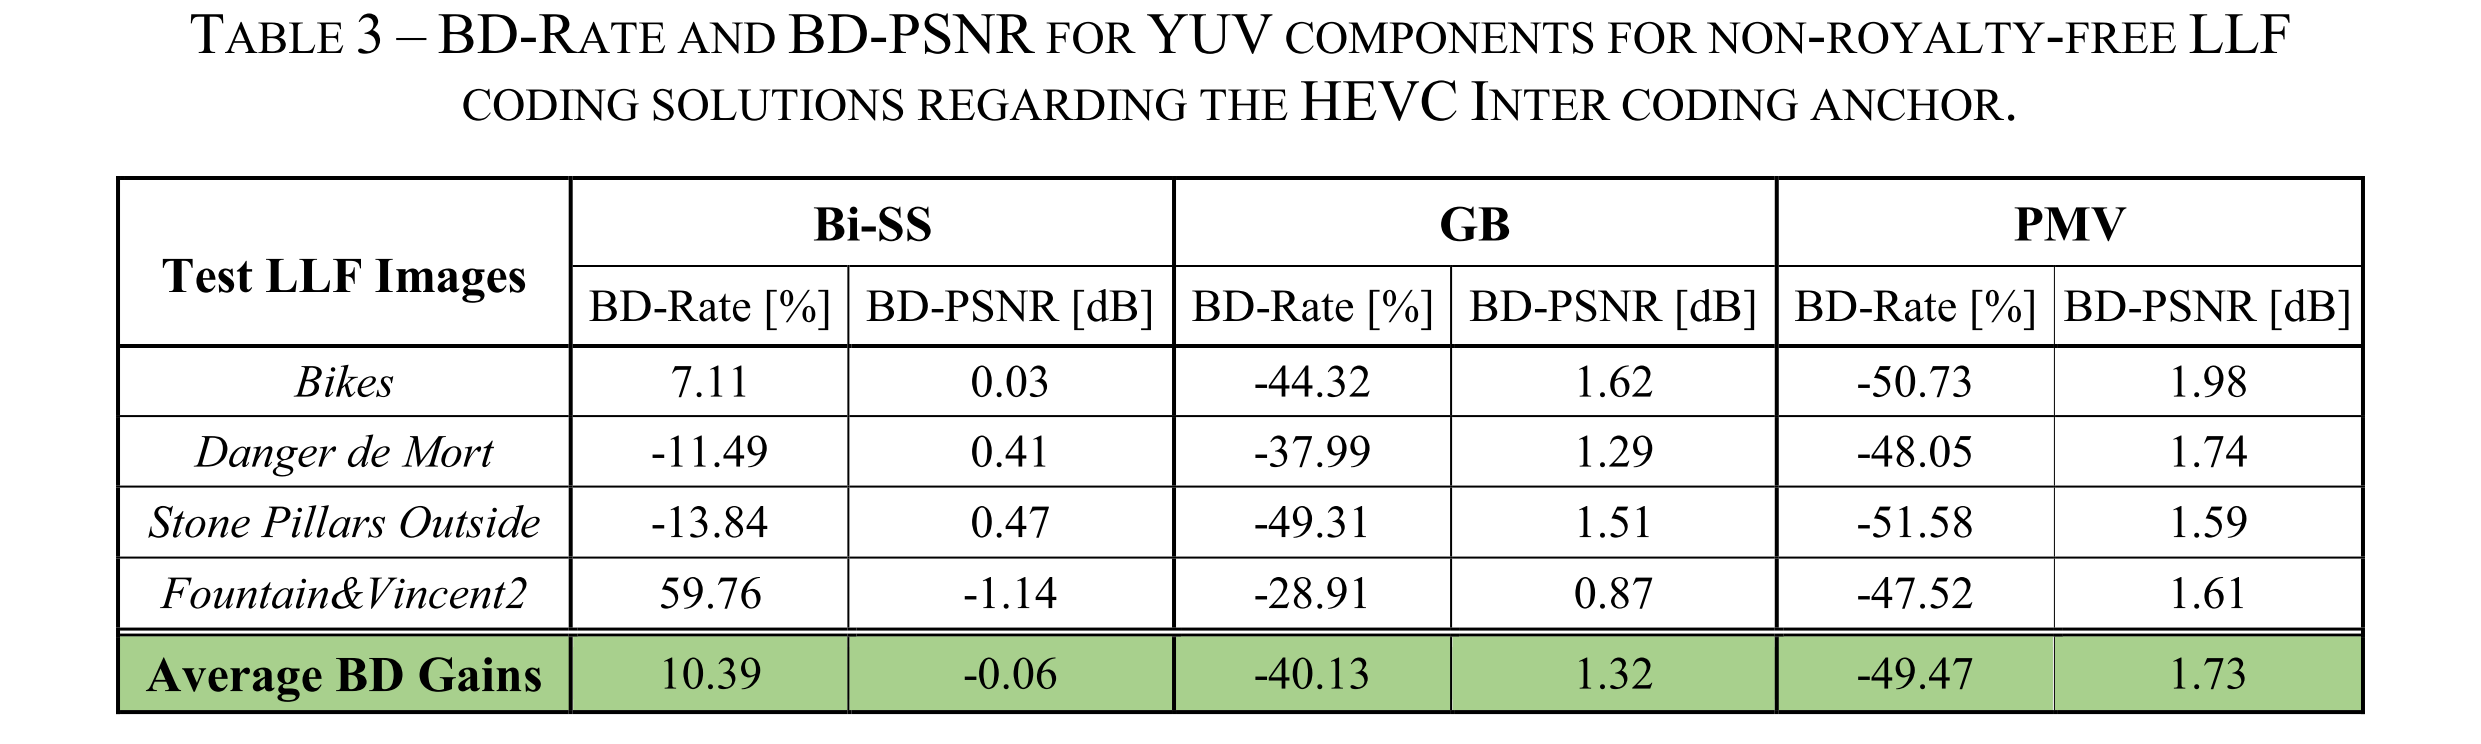 TABLE 3 – BD-RATE AND BD-PSNR FOR YUV COMPONENTS FOR NON-ROYALTY-FREE LLF
CODING SOLUTIONS REGARDING THE HEVC INTER CODING ANCHOR.
Test LLF Images Bi-SS GB PMV
BD-Rate [%] BD-PSNR [dB] BD-Rate [%] BD-PSNR [dB] BD-Rate [%] BD-PSNR [dB]
Bikes 7.11 0.03 -44.32 1.62 -50.73 1.98
Danger de Mort -11.49 0.41 -37.99 1.29 -48.05 1.74
Stone Pillars Outside -13.84 0.47 -49.31 1.51 -51.58 1.59
Fountain&Vincent2 59.76 -1.14 -28.91 0.87 -47.52 1.61
Average BD Gains 10.39 -0.06 -40.13 1.32 -49.47 1.73